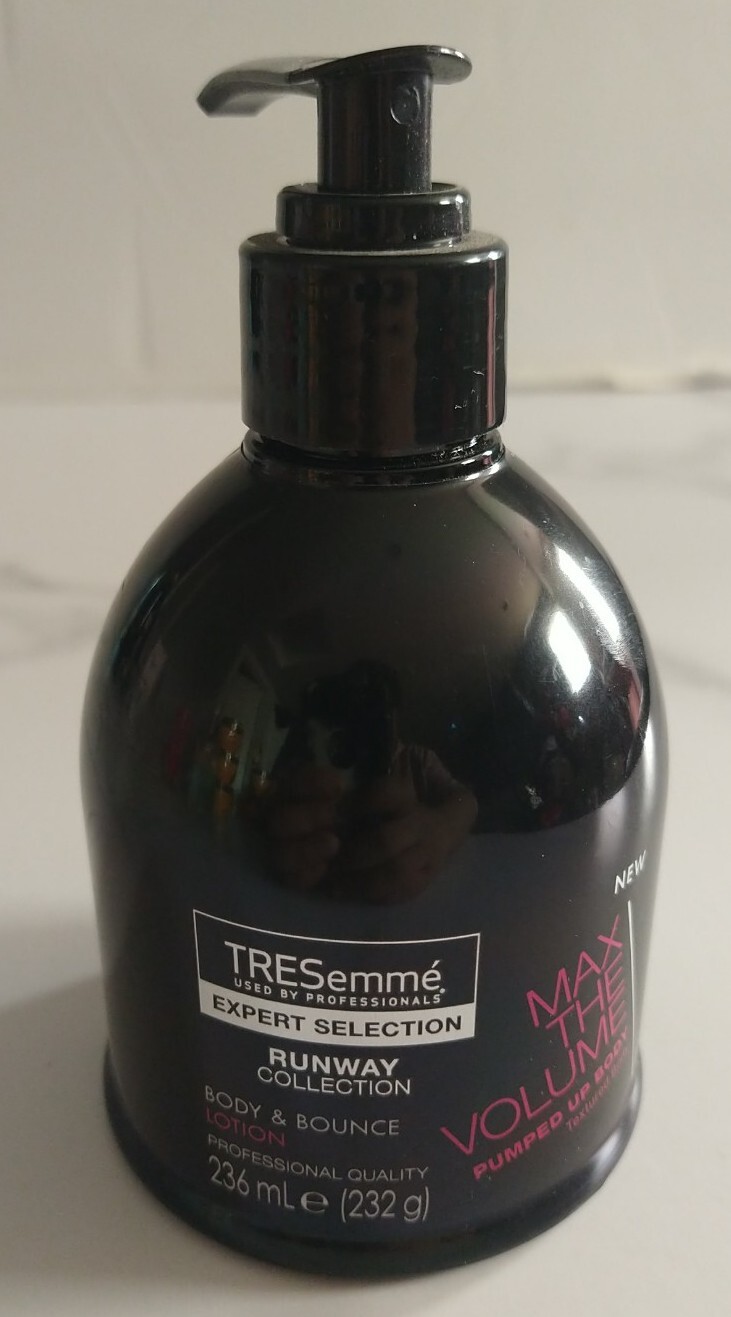 TRESemmé
USED BY PROFESSIONALS®
EXPERT SELECTION
RUNWAY
COLLECTION
BODY & BOUNCE
LOTION
PROFESSIONAL QUALITY
236 mL ℮ (232 g)
NEW
MAX
THE
VOLUME
PUMPED UP BODY
Textured